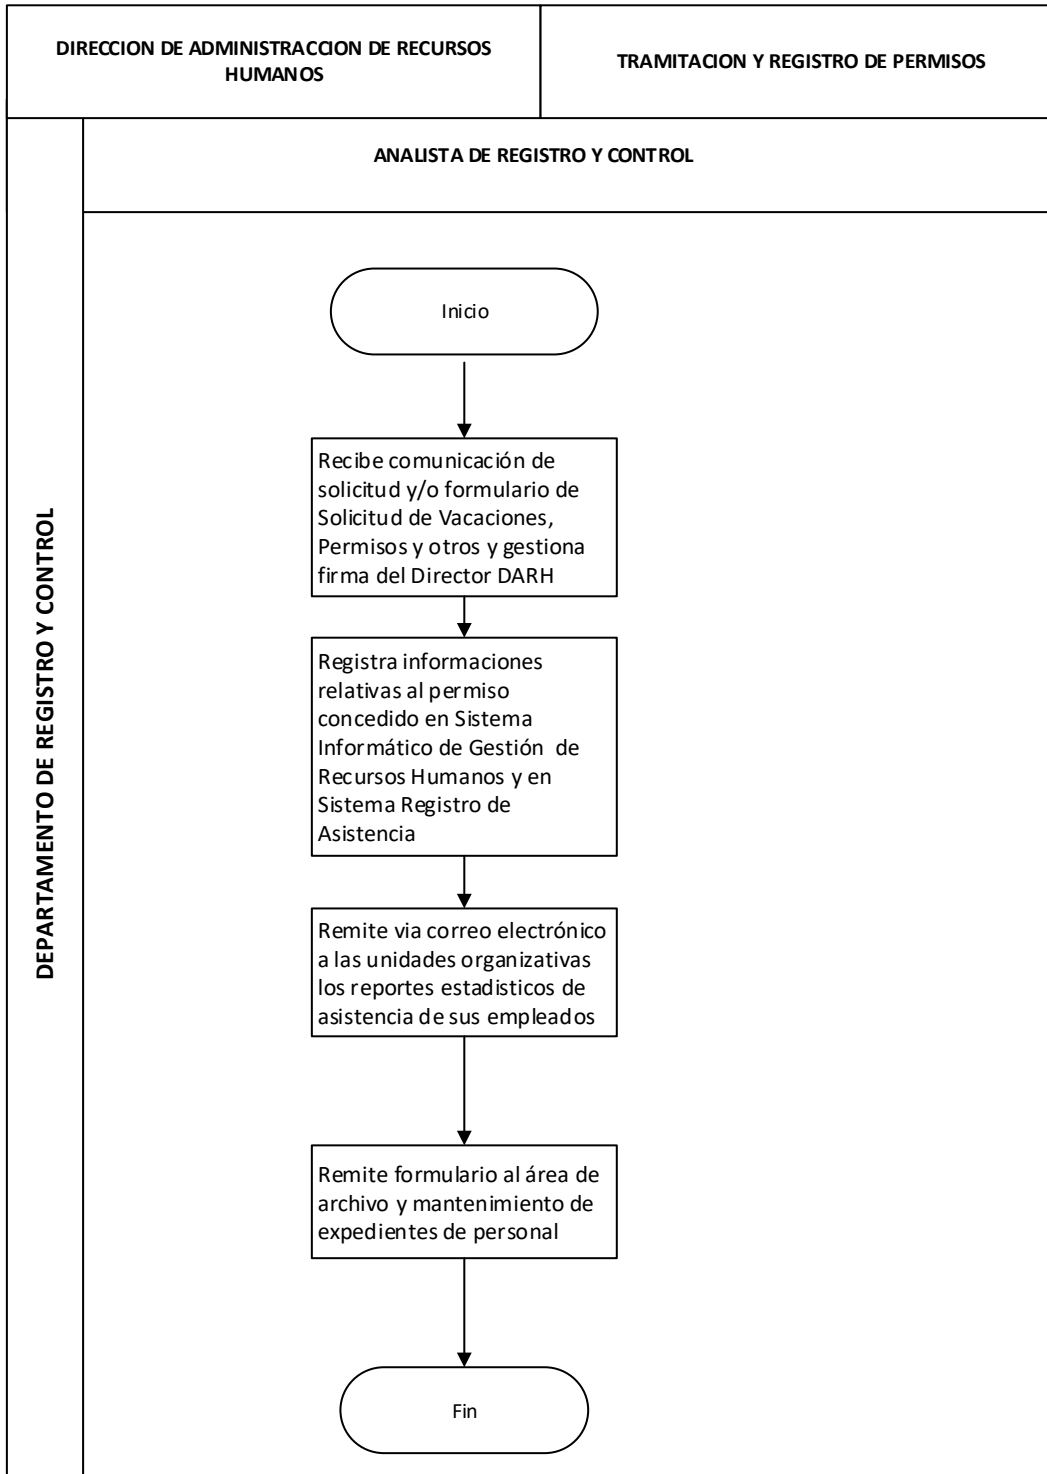 DIRECCION DE ADMINISTRACCION DE RECURSOS
HUMANOS
TRAMITACION Y REGISTRO DE PERMISOS
ANALISTA DE REGISTRO Y CONTROL
DEPARTAMENTO DE REGISTRO Y CONTROL
Inicio
Recibe comunicación de
solicitud y/o formulario de
Solicitud de Vacaciones,
Permisos y otros y gestiona
firma del Director DARH
Registra informaciones
relativas al permiso
concedido en Sistema
Informático de Gestión de
Recursos Humanos y en
Sistema Registro de
Asistencia
Remite via correo electrónico
a las unidades organizativas
los reportes estadisticos de
asistencia de sus empleados
Remite formulario al área de
archivo y mantenimiento de
expedientes de personal
Fin